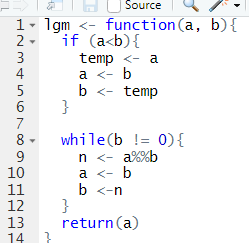 Source
1 lgm <- function(a, b){
2 if (a<b){
3 temp <- a
4 a <- b
5 b <- temp
6 }
7
8 while(b != 0){
9 n <- a%%b
10 a <- b
11 b <-n
12 }
13 return(a)
14 }